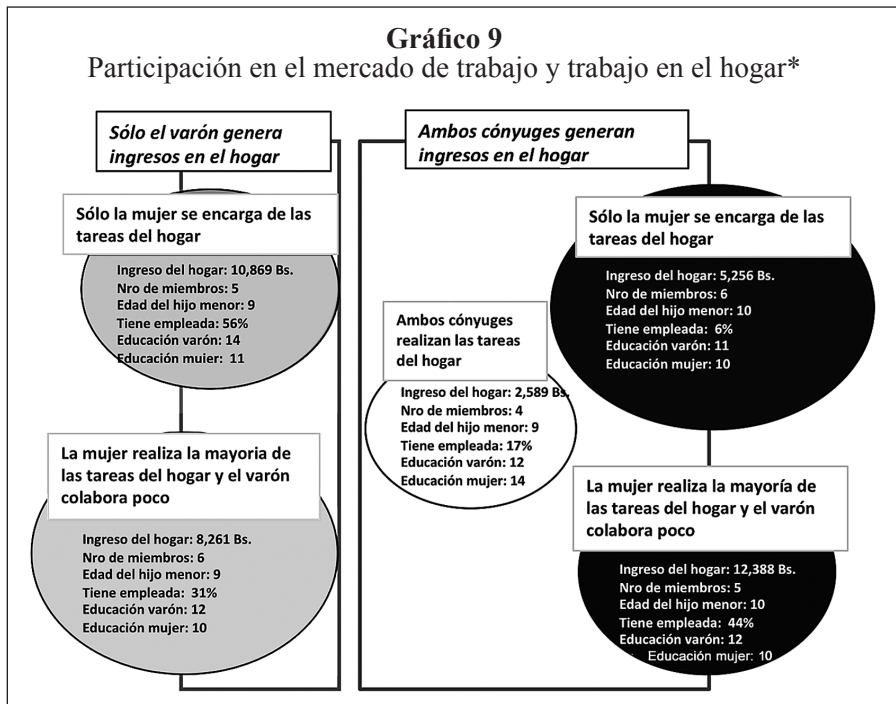 Gráfico 9
Participación en el mercado de trabajo y trabajo en el hogar*
Sólo el varón genera
ingresos en el hogar
Sólo la mujer se encarga de las
tareas del hogar
Ingreso del hogar: 10,869 Bs.
Nro de miembros: 5
Edad del hijo menor: 9
Tiene empleada: 56%
Educación varón: 14
Educación mujer: 11
La mujer realiza la mayoria de
las tareas del hogar y el varón
colabora poco
Ingreso del hogar: 8,261 Bs.
Nro de miembros: 6
Edad del hijo menor: 9
Tiene empleada: 31%
Educación varón: 12
Educación mujer: 10
Ambos cónyuges generan
ingresos en el hogar
Ambos cónyuges
realizan las tareas
del hogar
Ingreso del hogar: 2,589 Bs.
Nro de miembros: 4
Edad del hijo menor: 9
Tiene empleada: 17%
Educación varón: 12
Educación mujer: 14
Sólo la mujer se encarga de las
tareas del hogar
Ingreso del hogar: 5,256 Bs.
Nro de miembros: 6
Edad del hijo menor: 10
Tiene empleada: 6%
Educación varón: 11
Educación mujer: 10
La mujer realiza la mayoría de
las tareas del hogar y el varón
colabora poco
Ingreso del hogar: 12,388 Bs.
Nro de miembros: 5
Edad del hijo menor: 10
Tiene empleada: 44%
Educación varón: 12
Educación mujer: 10